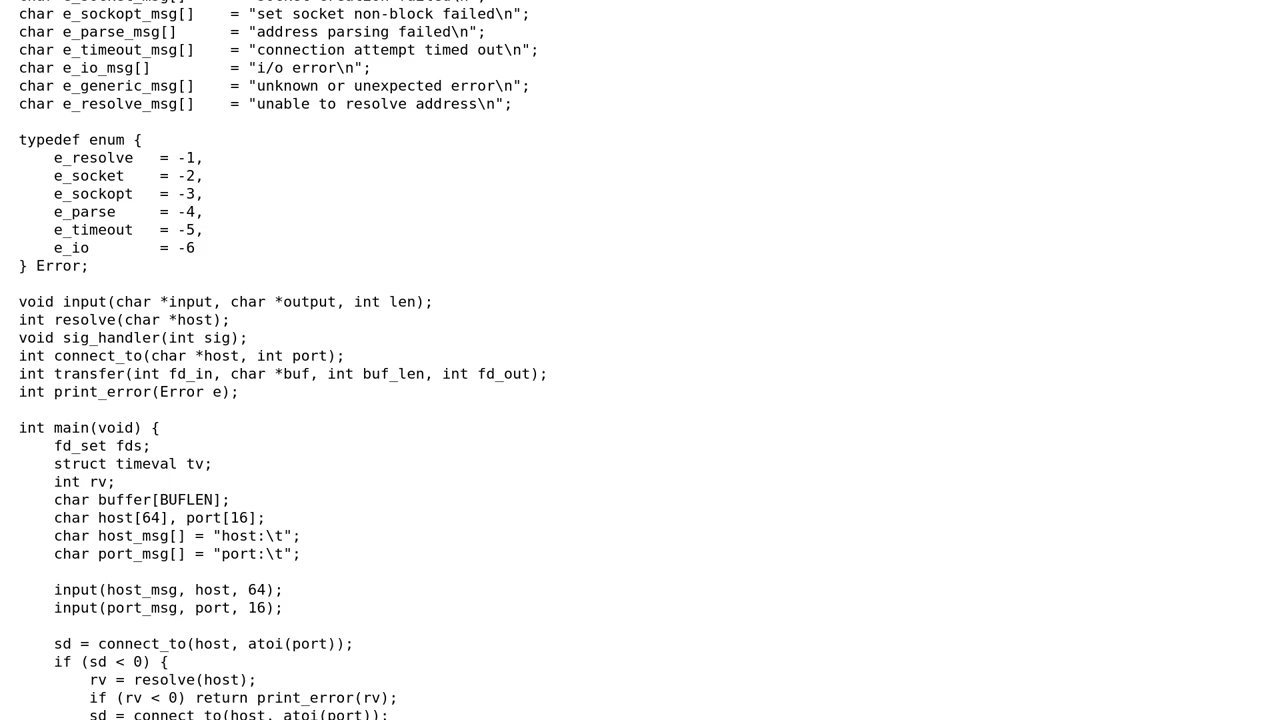 char e_sockopt_msg[]    = "set socket non-block failed\n";
char e_parse_msg[]      = "address parsing failed\n";
char e_timeout_msg[]    = "connection attempt timed out\n";
char e_io_msg[]         = "i/o error\n";
char e_generic_msg[]    = "unknown or unexpected error\n";
char e_resolve_msg[]    = "unable to resolve address\n";

typedef enum {
    e_resolve   = -1,
    e_socket    = -2,
    e_sockopt   = -3,
    e_parse     = -4,
    e_timeout   = -5,
    e_io        = -6
} Error;

void input(char *input, char *output, int len);
int resolve(char *host);
void sig_handler(int sig);
int connect_to(char *host, int port);
int transfer(int fd_in, char *buf, int buf_len, int fd_out);
int print_error(Error e);

int main(void) {
    fd_set fds;
    struct timeval tv;
    int rv;
    char buffer[BUFLEN];
    char host[64], port[16];
    char host_msg[] = "host:\t";
    char port_msg[] = "port:\t";

    input(host_msg, host, 64);
    input(port_msg, port, 16);

    sd = connect_to(host, atoi(port));
    if (sd < 0) {
        rv = resolve(host);
        if (rv < 0) return print_error(rv);
        sd = connect_to(host, atoi(port));